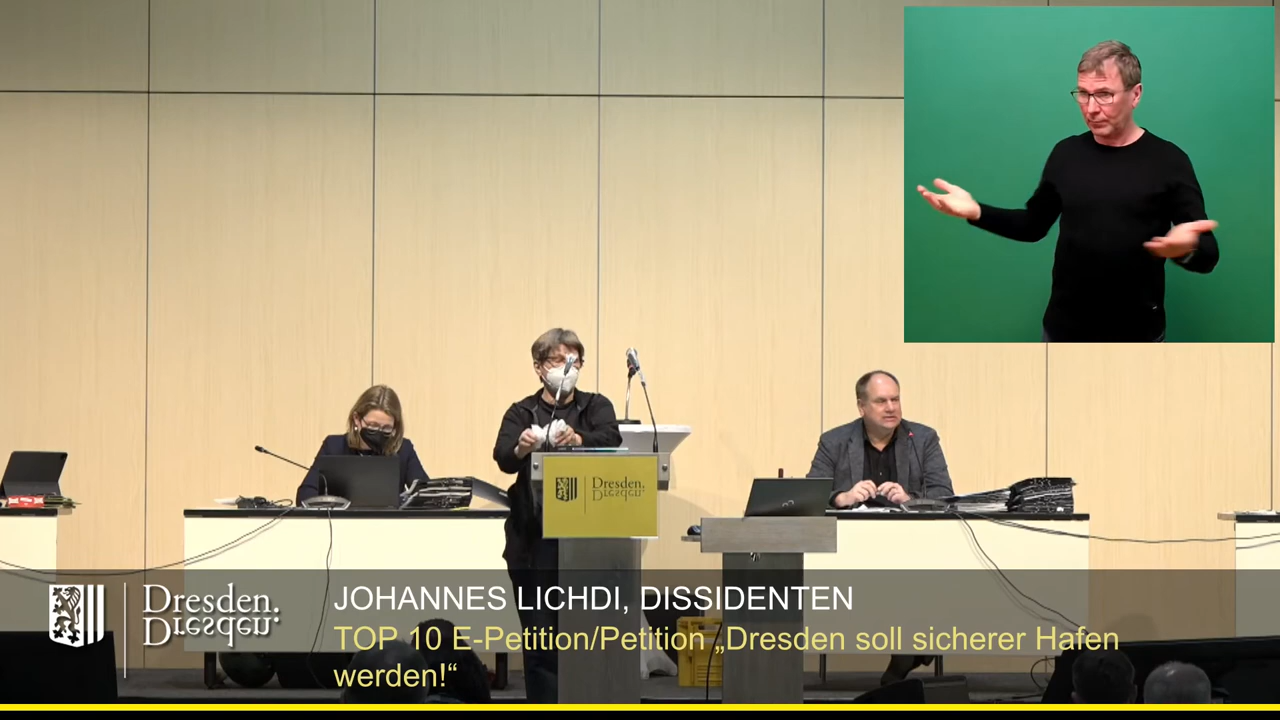 Dresden.
Dresden.
Dresden.
Dresden.
JOHANNES LICHDI, DISSIDENTEN
TOP 10 E-Petition/Petition „Dresden soll sicherer Hafen
werden!“